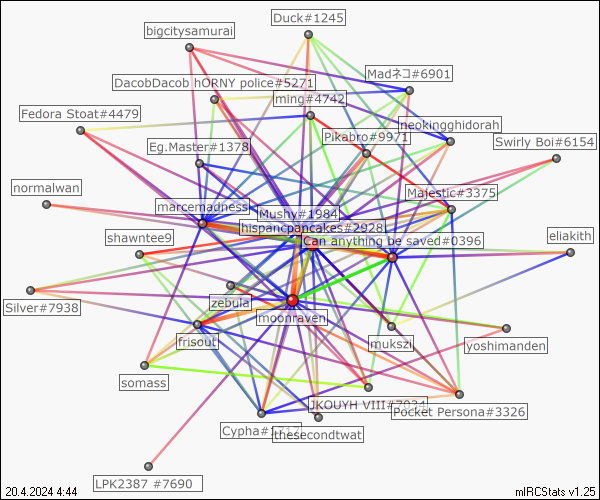 Duck#1245
bigcitysamurai
Madネコ#6901
DacobDacob hORNY police#5271
ming#4742
Fedora Stoat#4479
neokingghidorah
Pikabro#9971
Swirly Boi#6154
Eg.Master#1378
normalwan
Majestic#3375
marcemadness
Mushy#1984
hispancpancakes#2928
shawntee9
Can anything be saved#0396
eliakith
zebula
Silver#7938
moonraven
frisout
mukszi
yoshimanden
somass
JKOUYH VIII#7034
Pocket Persona#3326
thesecondtwat
LPK2387 #7690
20.4.2024 4:44
mIRCStats v1.25